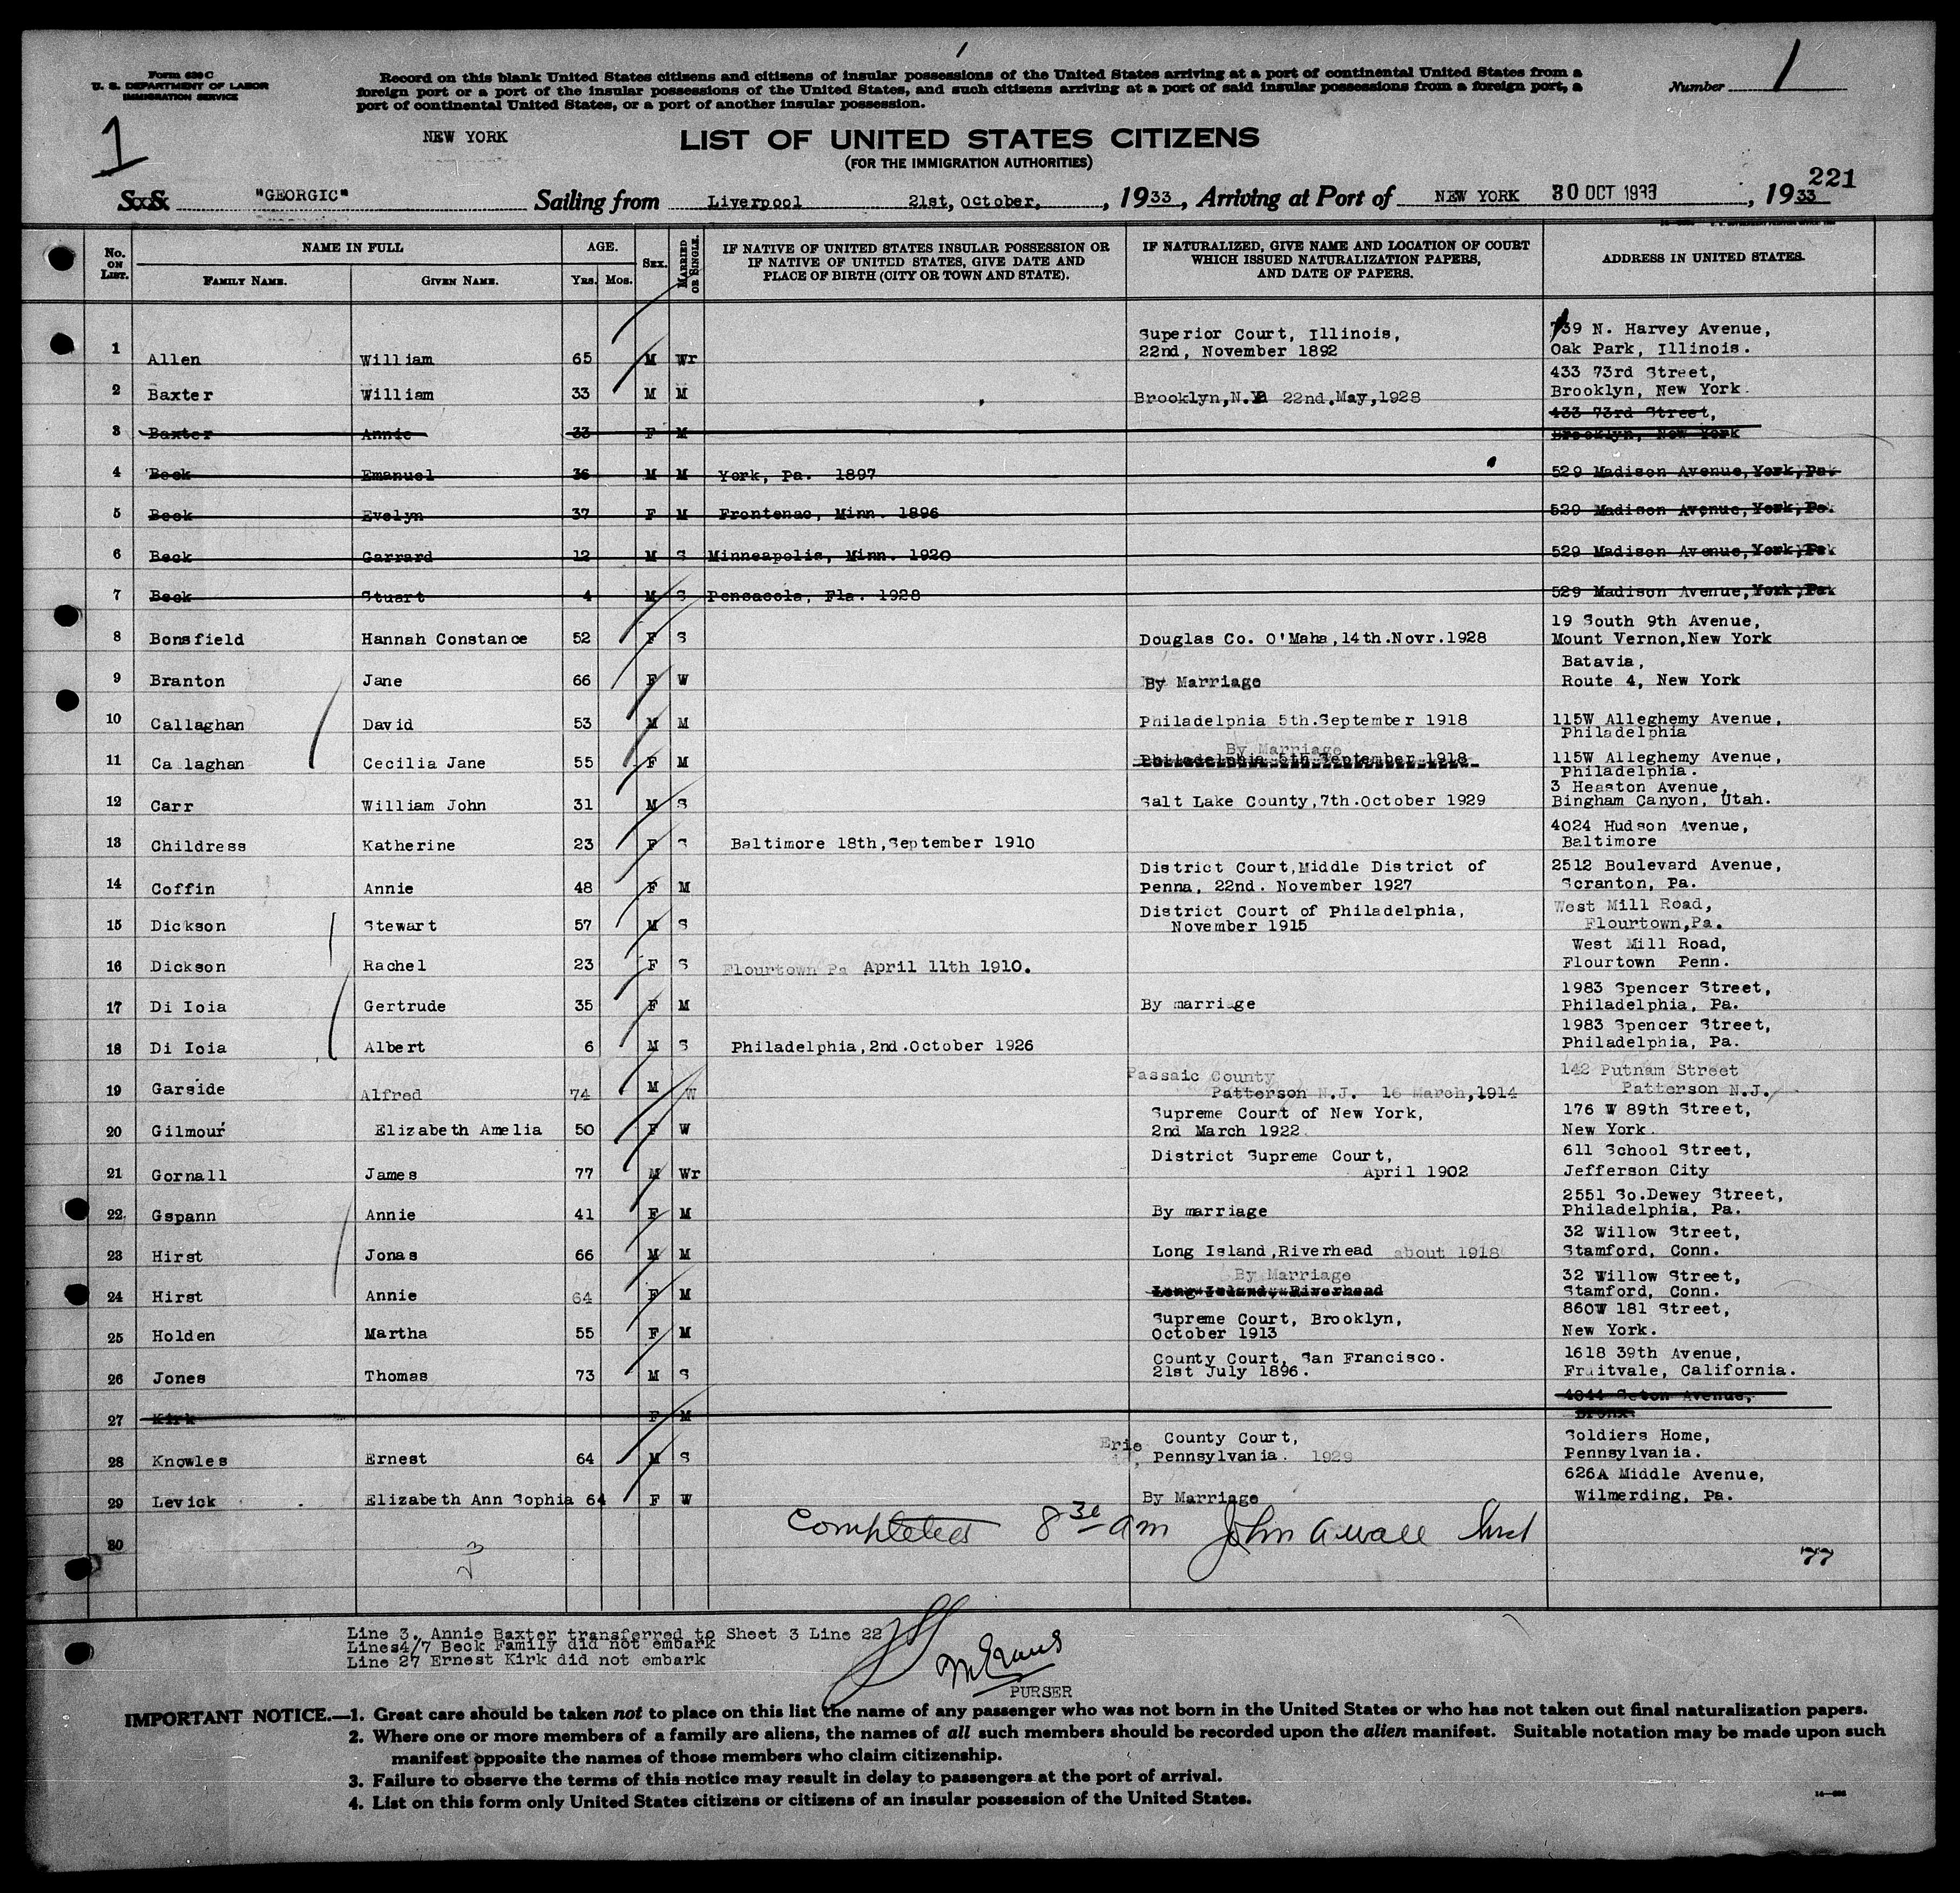 1
Form 630 C
U. S. DEPARTMENT OF LABOR
IMMIGRATION SERVICE
Record on this blank United States citizens and citizens of insular possessions of the United States arriving at a port of continental United States from a
foreign port or a port of the insular possessions of the United States, and such citizens arriving at a port of said insular possessions from a foreign port, a
port of continental United States, or a port of another insular possession.
Number 1
1
NEW YORK
LIST OF UNITED STATES CITIZENS
(FOR THE IMMIGRATION AUTHORITIES)
221
S.S. "GEORGIC" Sailing from Liverpool 21st, October, , 1933, Arriving at Port of NEW YORK 30 OCT 1933, 1933
No. ON LIST. NAME IN FULL FAMILY NAME. GIVEN NAME. AGE. YRS. MOS. SEX. MARRIED OR SINGLE. IF NATIVE OF UNITED STATES INSULAR POSSESSION OR IF NATIVE OF UNITED STATES, GIVE DATE AND PLACE OF BIRTH (CITY OR TOWN AND STATE). IF NATURALIZED, GIVE NAME AND LOCATION OF COURT WHICH ISSUED NATURALIZATION PAPERS, AND DATE OF PAPERS. ADDRESS IN UNITED STATES.
1 Allen William 65 M Wr Superior Court, Illinois, 22nd, November 1892 739 N. Harvey Avenue, Oak Park, Illinois.
2 Baxter William 33 M M Brooklyn,N.Y 22nd.May,1928 433 73rd Street, Brooklyn, New York.
3 Baxter Annie 33 F M 433 73rd Street, Brooklyn, New York
4 Beck Emanuel 36 M M York, Pa. 1897 529 Madison Avenue,York,Pa.
5 Beck Evelyn 37 F M Frontenac, Minn. 1896 529 Madison Avenue,York,Pa.
6 Beck Garrard 12 M S Minneapolis, Minn. 1920 529 Madison Avenue,York,Pa
7 Beck Stuart 4 M S Pensacola, Fla. 1928 529 Madison Avenue,York,Pa
8 Bonsfield Hannah Constance 52 F S Douglas Co. O'Maha,14th.Novr.1928 19 South 9th Avenue, Mount Vernon,New York
9 Branton Jane 66 F W By Marriage Batavia, Route 4, New York
10 Callaghan David 53 M M Philadelphia 5th.September 1918 115W Alleghemy Avenue, Philadelphia
11 Ca laghan Cecilia Jane 55 F M By Marriage Philadelphia 5th September 1918 115W Alleghemy Avenue, Philadelphia.
12 Carr William John 31 M S Salt Lake County,7th.October 1929 3 Heaston Avenue, Bingham Canyon, Utah.
13 Childress Katherine 23 F S Baltimore 18th,September 1910 4024 Hudson Avenue, Baltimore
14 Coffin Annie 48 F M District Court,Middle District of Penna, 22nd. November 1927 2512 Boulevard Avenue, Scranton, Pa.
15 Dickson Stewart 57 M S District Court of Philadelphia, November 1915 West Mill Road, Flourtown,Pa.
16 Dickson Rachel 23 F S Flourtown Pa April 11th 1910. West Mill Road, Flourtown Penn.
17 Di Ioia Gertrude 35 F M By marriage 1983 Spencer Street, Philadelphia, Pa.
18 Di Ioia Albert 6 M S Philadelphia,2nd.October 1926 1983 Spencer Street, Philadelphia, Pa.
19 Garside Alfred 74 M W Passaic County Patterson N.J. 16 March,1914 142 Putnam Street Patterson N.J.
20 Gilmour Elizabeth Amelia 50 F W Supreme Court of New York, 2nd March 1922. 176 W 89th Street, New York.
21 Gornall James 77 M Wr District Supreme Court, April 1902 611 School Street, Jefferson City
22 Gspann Annie 41 F M By marriage 2551 So.Dewey Street, Philadelphia, Pa.
23 Hirst Jonas 66 M M Long Island,Riverhead about 1918 32 Willow Street, Stamford, Conn.
24 Hirst Annie 64 F M By Marriage Long Island, Riverhead 32 Willow Street, Stamford, Conn.
25 Holden Martha 55 F M Supreme Court, Brooklyn, October 1913 860W 181 Street, New York.
26 Jones Thomas 73 M S County Court, San Francisco. 21st July 1896. 1618 39th Avenue, Fruitvale, California.
27 Kirk F M 4044 Seton Avenue, Bronx
28 Knowles Ernest 64 M S Erie County Court, Pennsylvania. 1929 Soldiers Home, Pennsylvania.
29 Levick Elizabeth Ann Sophia 64 F W By Marriage 626A Middle Avenue, Wilmerding, Pa.
30
Completed 8 30 am John
77
Line 3. Annie Baxter transferred to Sheet 3 Line 22
Lines4/7 Beck Family did not embark
Line 27 Ernest Kirk did not embark
M Evans
PURSER
IMPORTANT NOTICE.—1. Great care should be taken not to place on this list the name of any passenger who was not born in the United States or who has not taken out final naturalization papers.
2. Where one or more members of a family are aliens, the names of all such members should be recorded upon the alien manifest. Suitable notation may be made upon such
manifest opposite the names of those members who claim citizenship.
3. Failure to observe the terms of this notice may result in delay to passengers at the port of arrival.
4. List on this form only United States citizens or citizens of an insular possession of the United States.